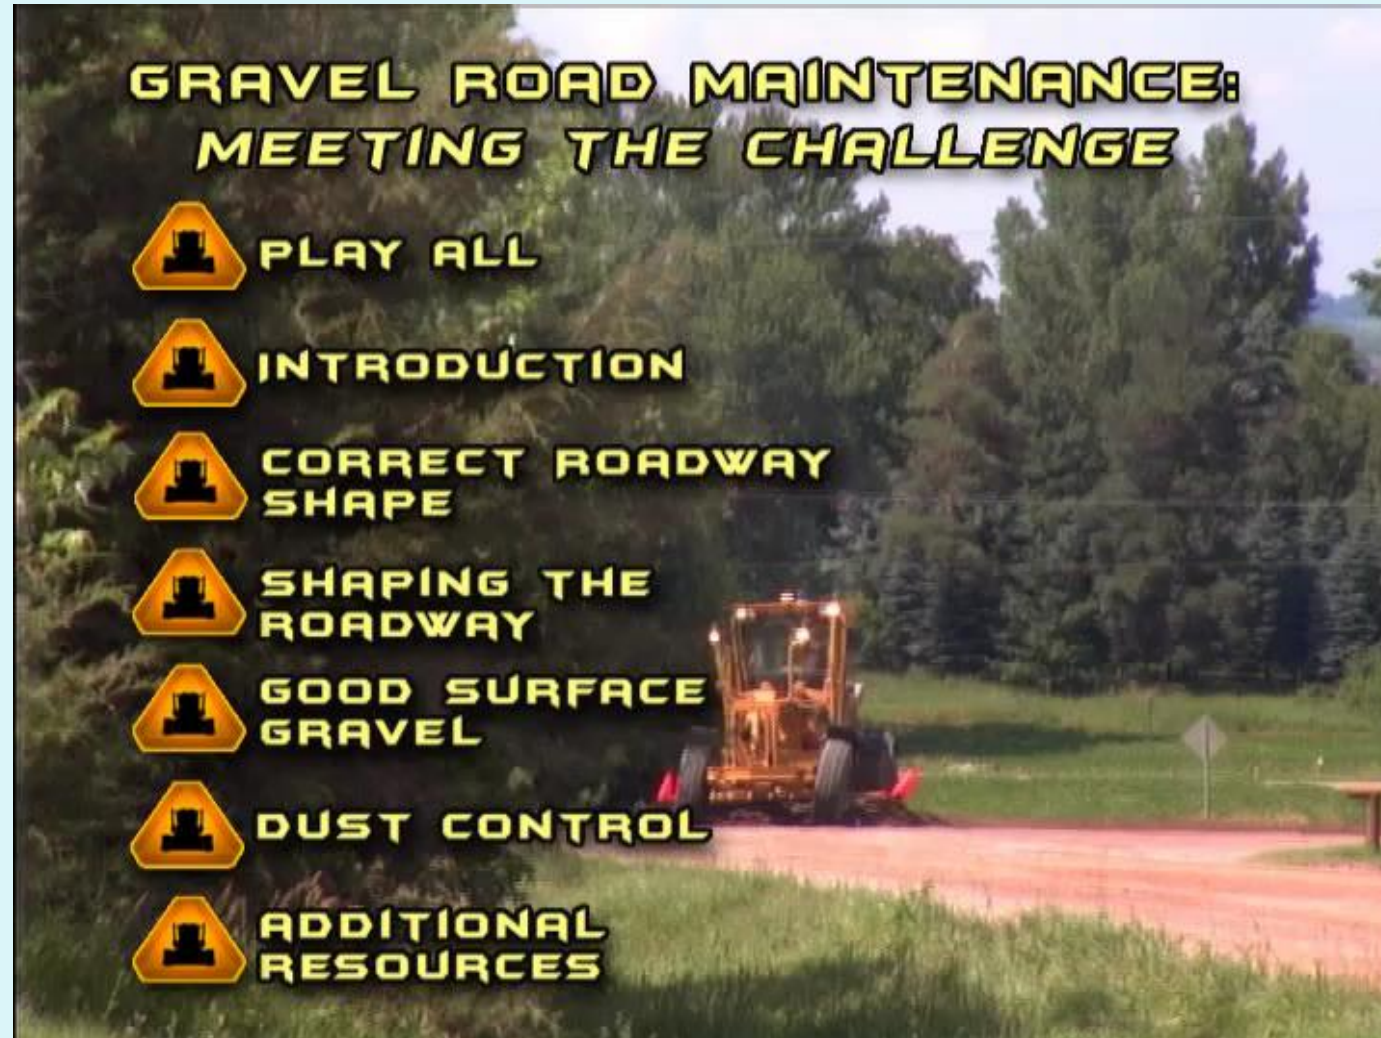 GRAVEL ROAD MAINTENANCE:
MEETING THE CHALLENGE
PLAY ALL
INTRODUCTION
CORRECT ROADWAY
SHAPE
SHAPING THE
ROADWAY
GOOD SURFACE
GRAVEL
DUST CONTROL
ADDITIONAL
RESOURCES